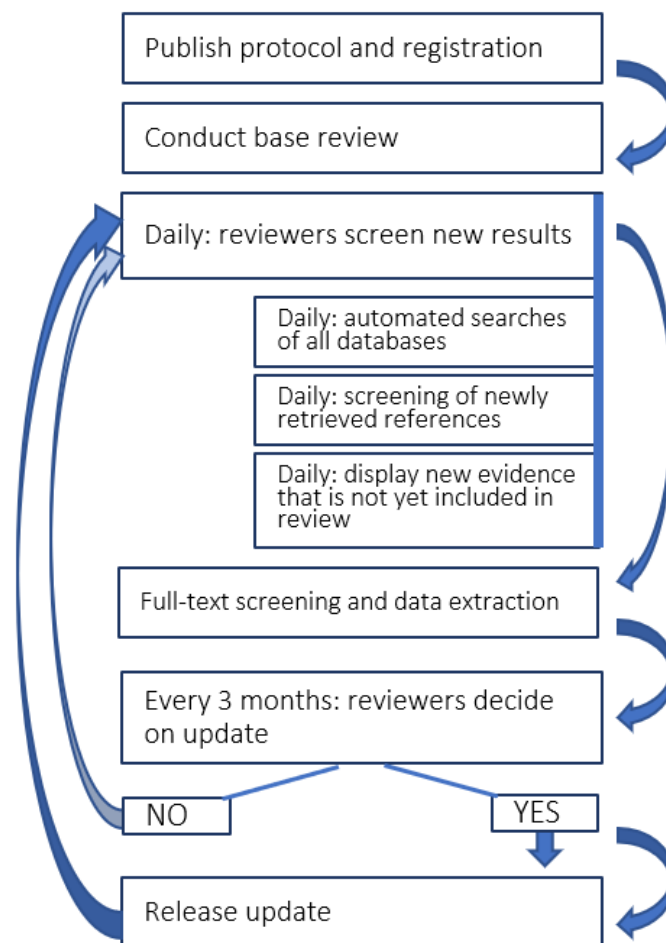 Publish protocol and registration
Conduct base review
Daily: reviewers screen new results
Daily: automated searches
of all databases
Daily: screening of newly
retrieved references
Daily: display new evidence
that is not yet included in
review
Full-text screening and data extraction
Every 3 months: reviewers decide
on update
NO
YES
Release update